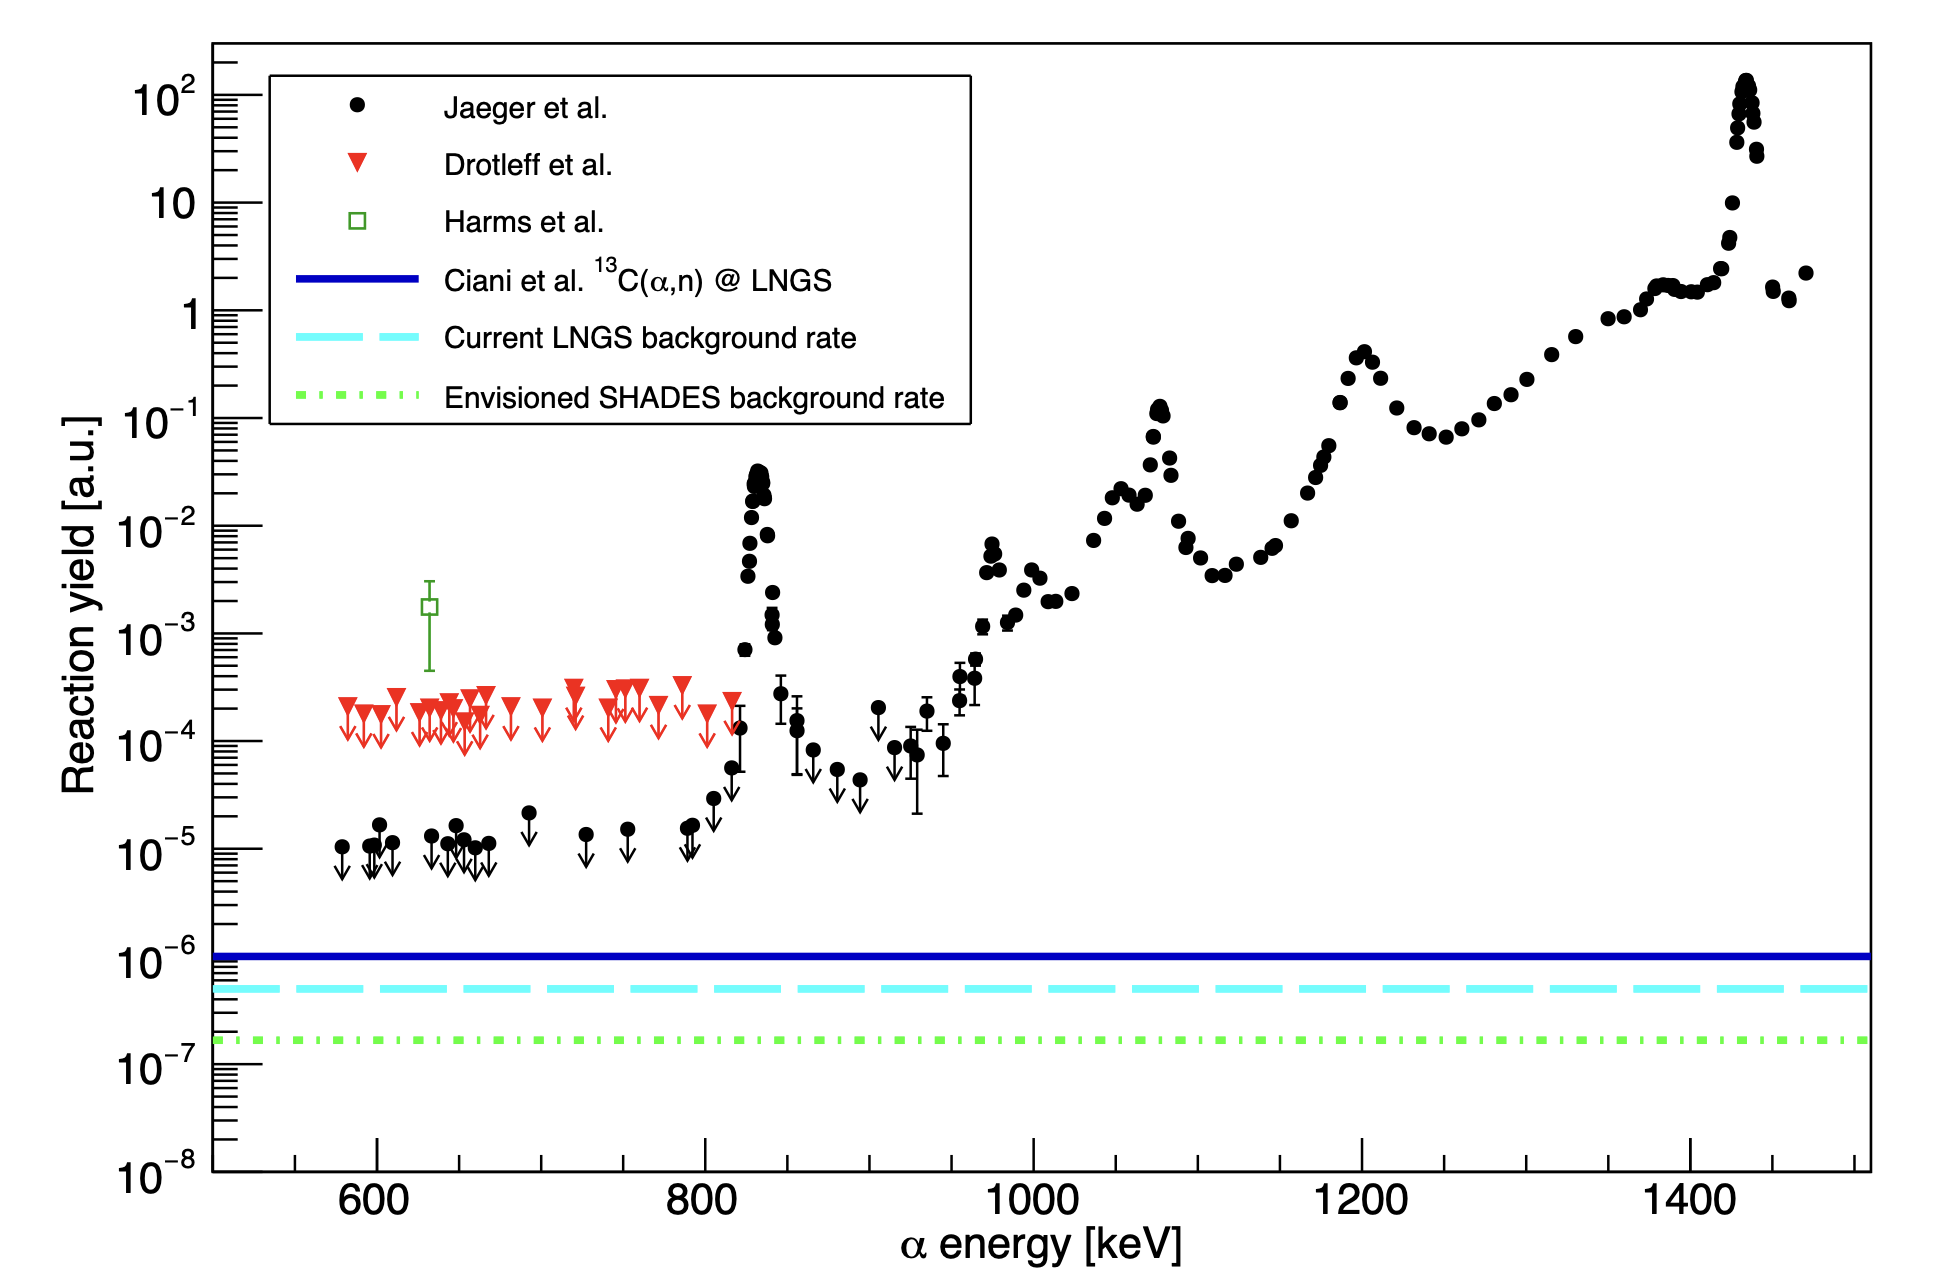 Jaeger et al.
Drotleff et al.
Harms et al.
Ciani et al. ¹³C(α,n) @ LNGS
Current LNGS background rate
Envisioned SHADES background rate
Reaction yield [a.u.]
10²
10
1
10⁻¹
10⁻²
10⁻³
10⁻⁴
10⁻⁵
10⁻⁶
10⁻⁷
10⁻⁸
600 800 1000 1200 1400
α energy [keV]